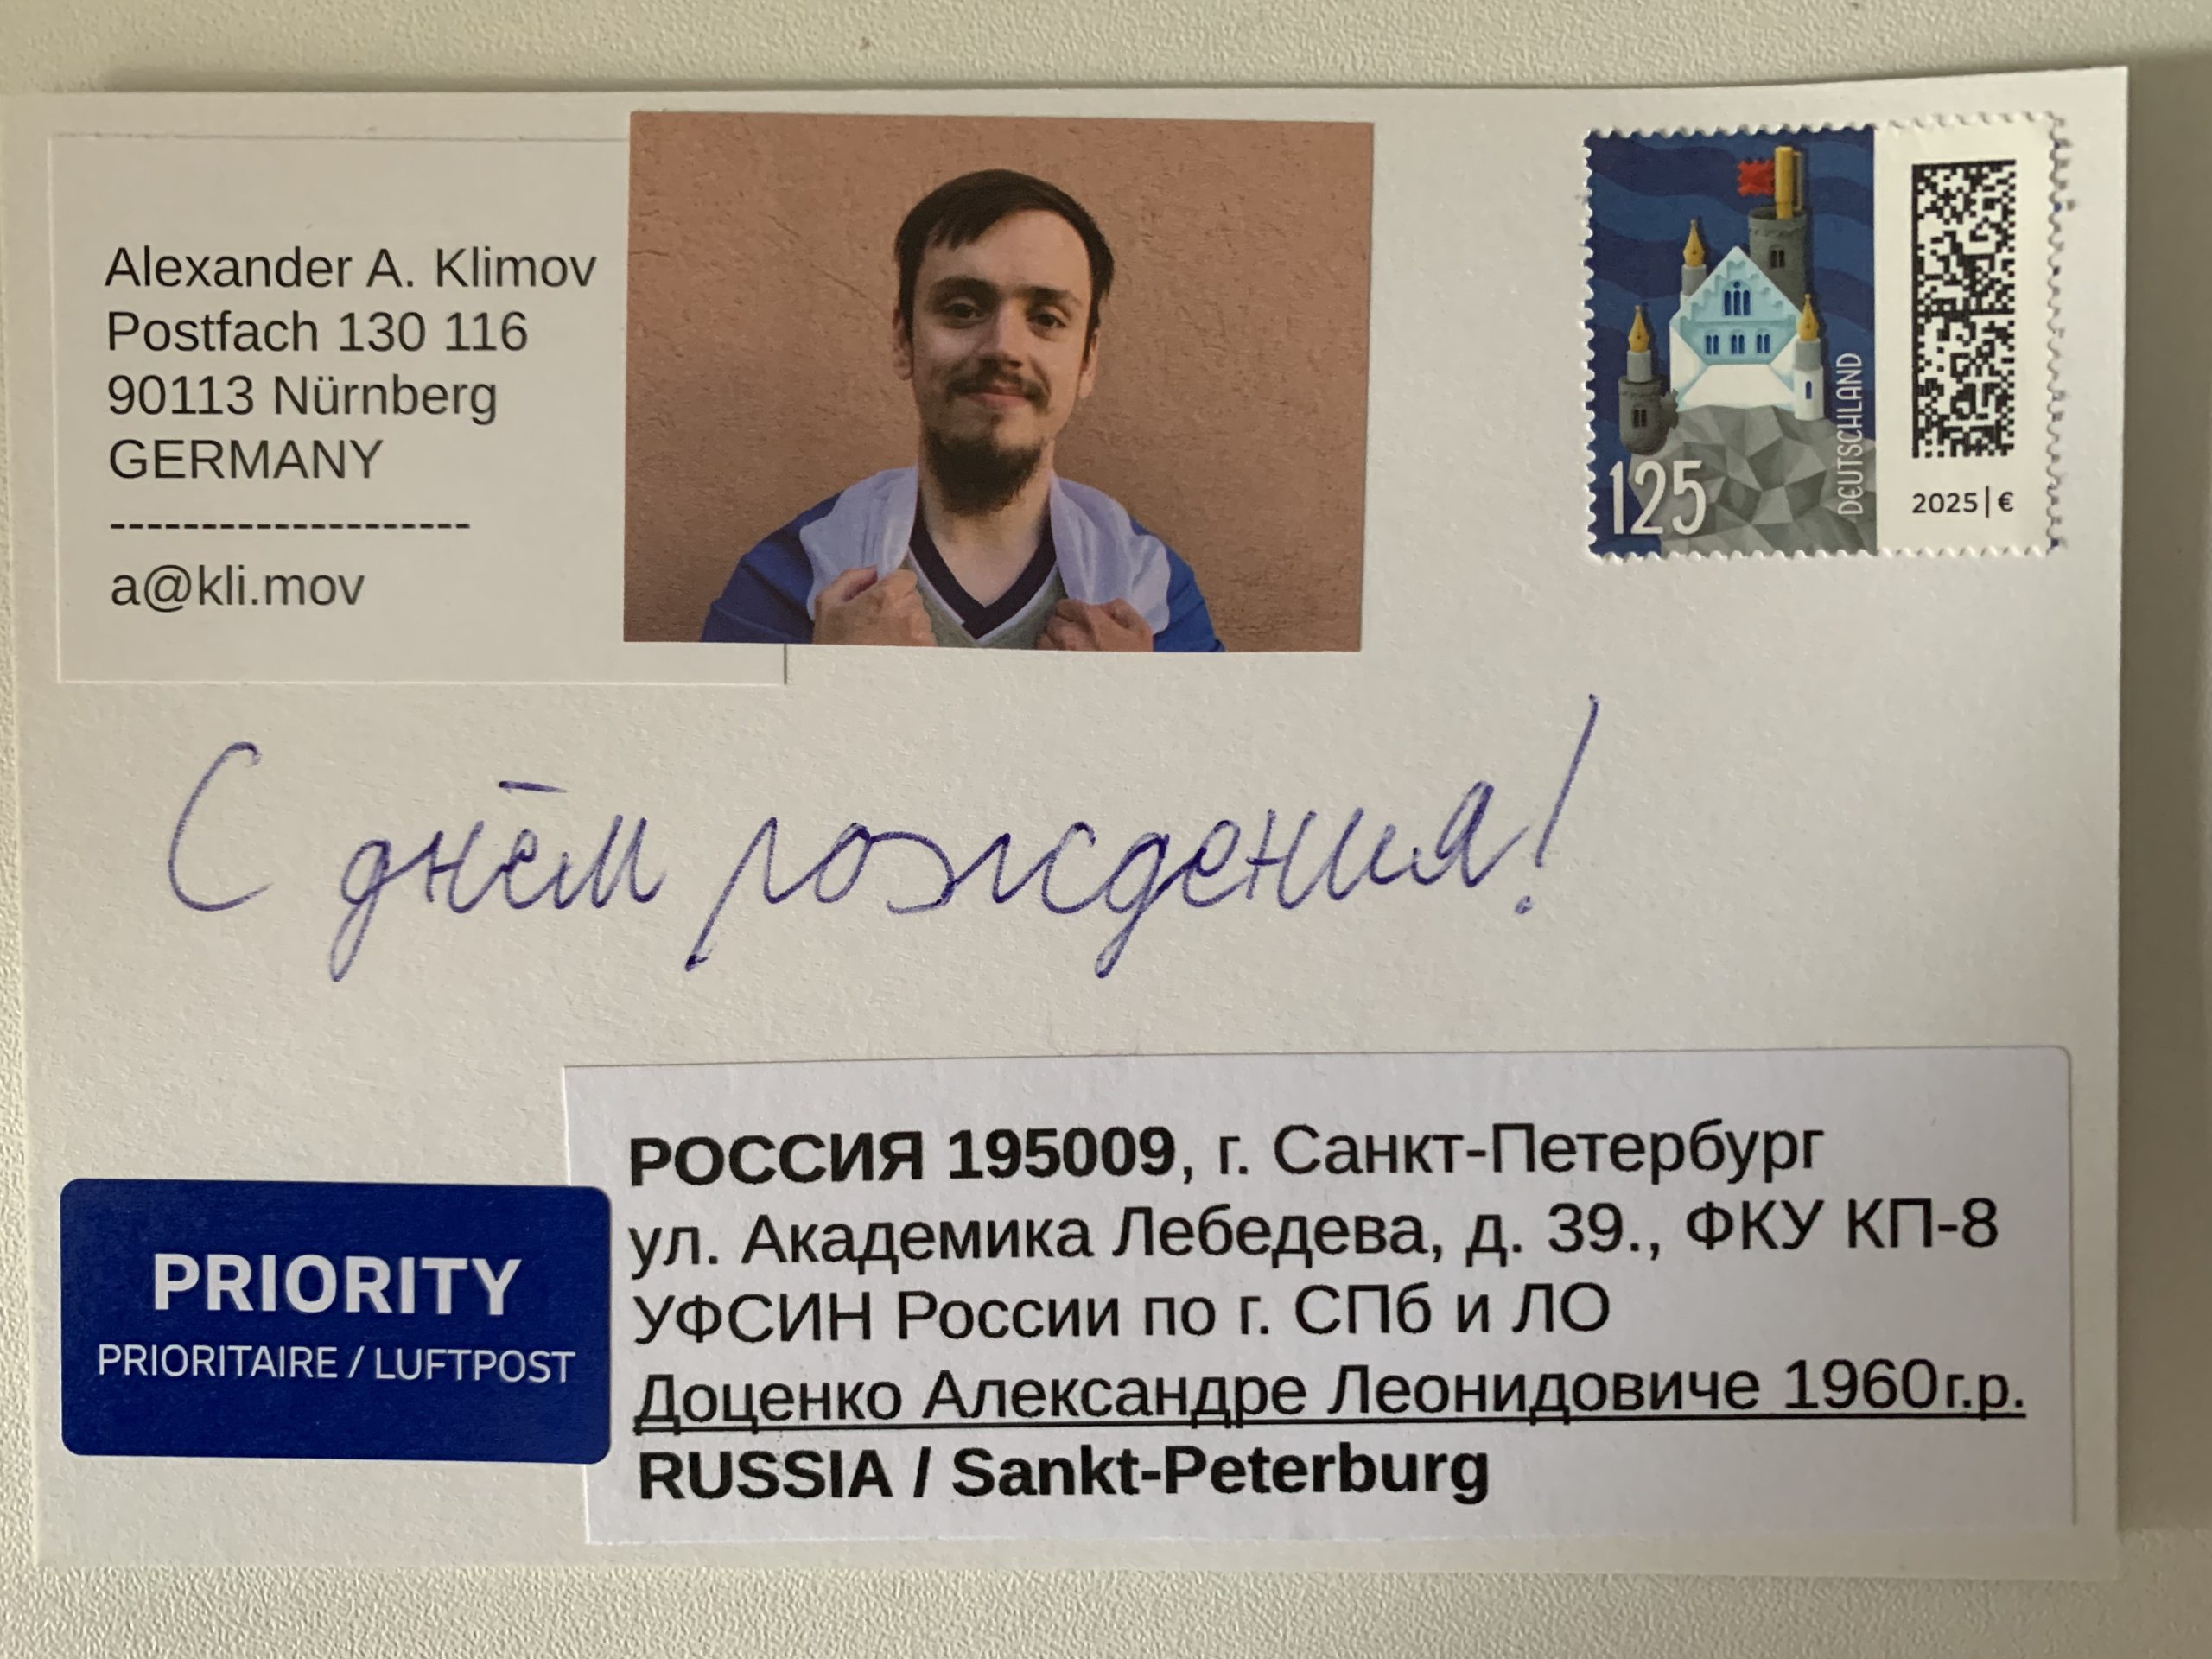 Alexander A. Klimov
Postfach 130 116
90113 Nürnberg
GERMANY
--------------------
a@kli.mov
125
DEUTSCHLAND
2025|€
С днём рождения!
PRIORITY
PRIORITAIRE / LUFTPOST
РОССИЯ 195009, г. Санкт-Петербург
ул. Академика Лебедева, д. 39., ФКУ КП-8
УФСИН России по г. СПб и ЛО
Доценко Александре Леонидовиче 1960г.р.
RUSSIA / Sankt-Peterburg